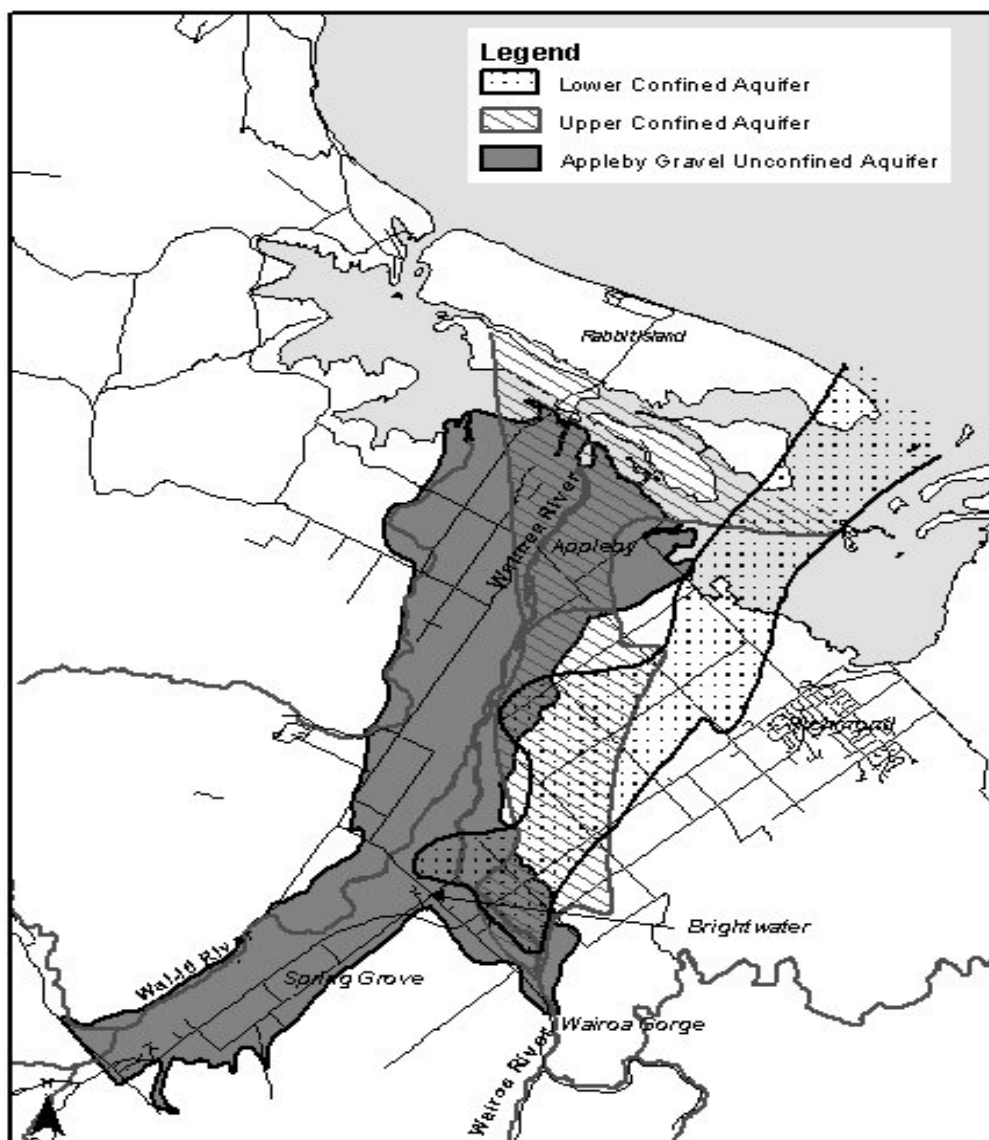 Legend
Lower Confined Aquifer
Upper Confined Aquifer
Appleby Gravel Unconfined Aquifer
Rabbit Island
Waimea River
Appleby
Brightwater
Spring Grove
Wairoa Gorge
Wairoa River